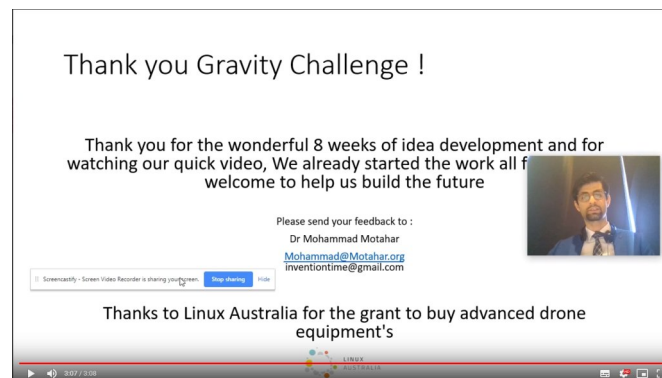 Thank you Gravity Challenge !
Thank you for the wonderful 8 weeks of idea development and for
watching our quick video, We already started the work all
welcome to help us build the future
Please send your feedback to :
Dr Mohammad Motahar
Mohammad@Motahar.org
inventiontime@gmail.com
Screencastify - Screen Video Recorder is sharing your screen. Stop sharing Hide
Thanks to Linux Australia for the grant to buy advanced drone
equipment's
LINUX
AUSTRALIA
3:07 / 3:08